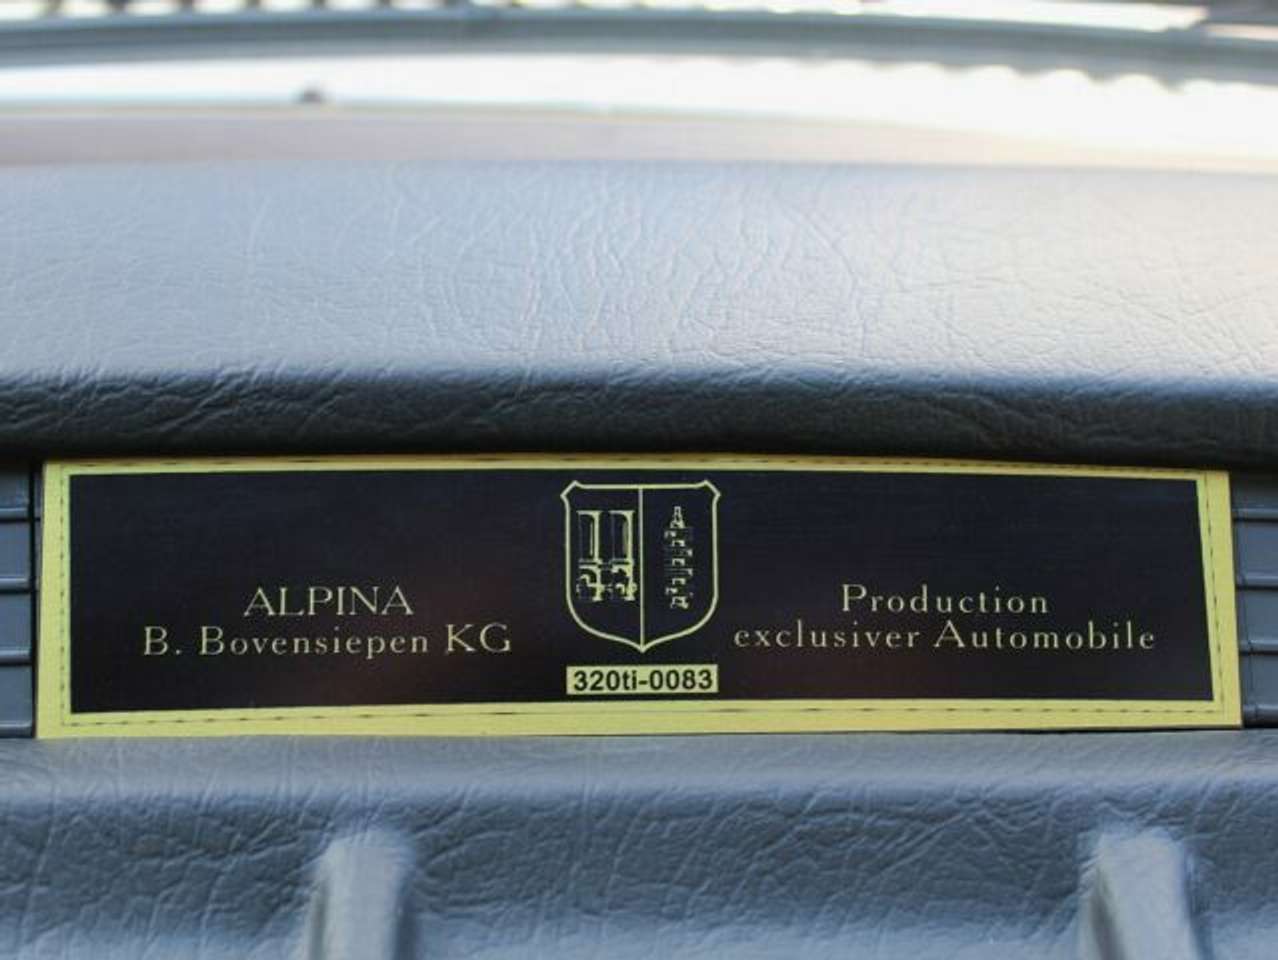 ALPINA
B. Bovensiepen KG
320ti-0083
Production
exclusiver Automobile